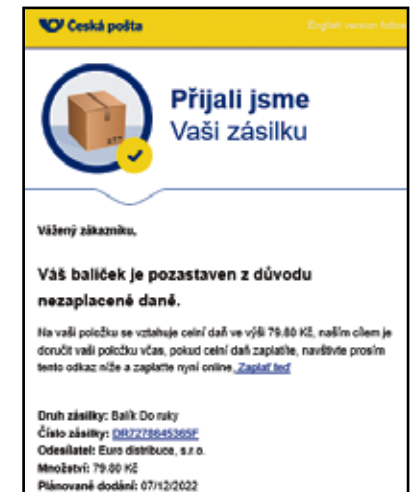 Česká pošta
English version follow
Přijali jsme
Vaši zásilku
Vážený zákazníku,
Váš balíček je pozastaven z důvodu
nezaplacené daně.
Na vaši položku se vztahuje celní daň ve výši 79.80 Kč, naším cílem je
doručit vaši položku včas, pokud celní daň zaplatíte, navštivte prosím
tento odkaz níže a zaplaťte nyní online. Zaplať teď
Druh zásilky: Balík Do ruky
Číslo zásilky: DR7278645365F
Odesílatel: Euro distribuce, s.r.o.
Množství: 79.80 Kč
Plánované dodání: 07/12/2022